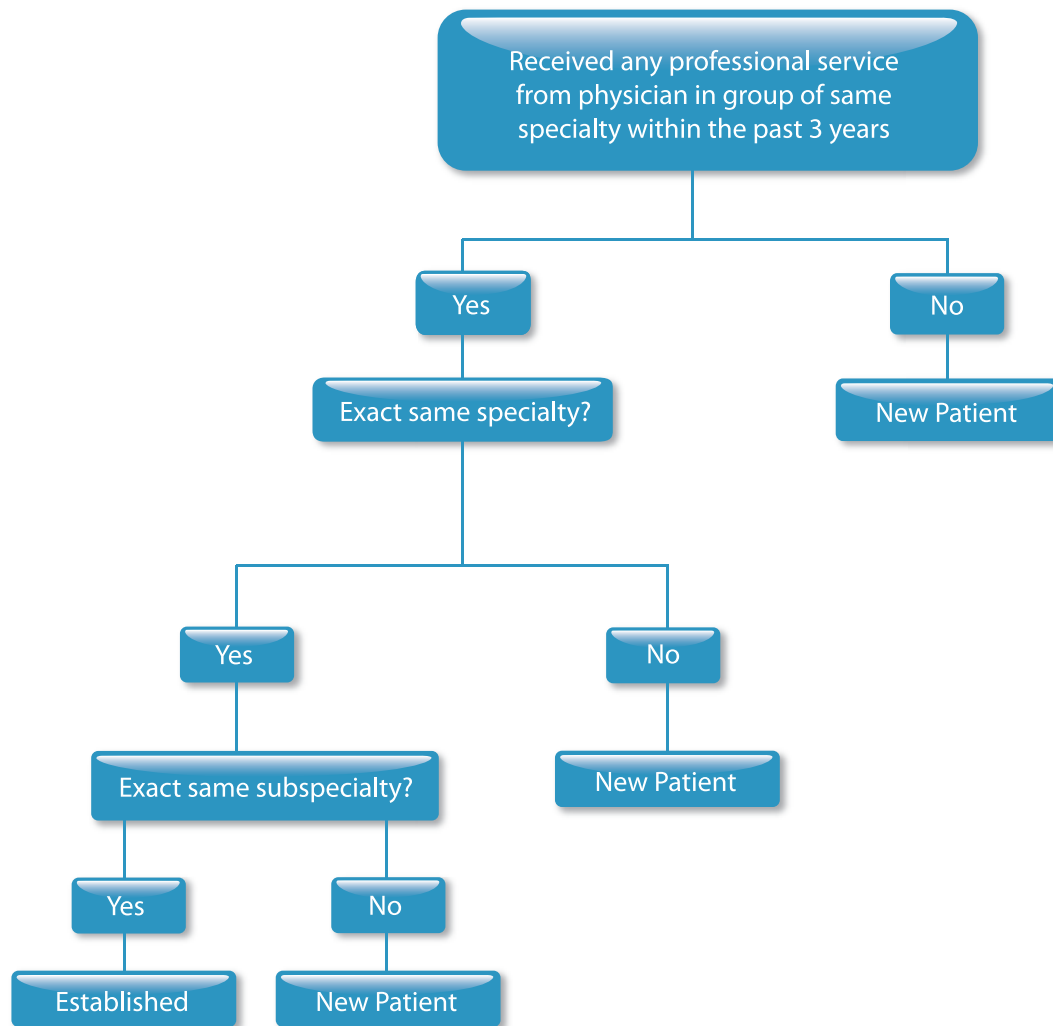 Received any professional service
from physician in group of same
specialty within the past 3 years
Yes
No
Exact same specialty?
New Patient
Yes
No
Exact same subspecialty?
New Patient
Yes
No
Established
New Patient